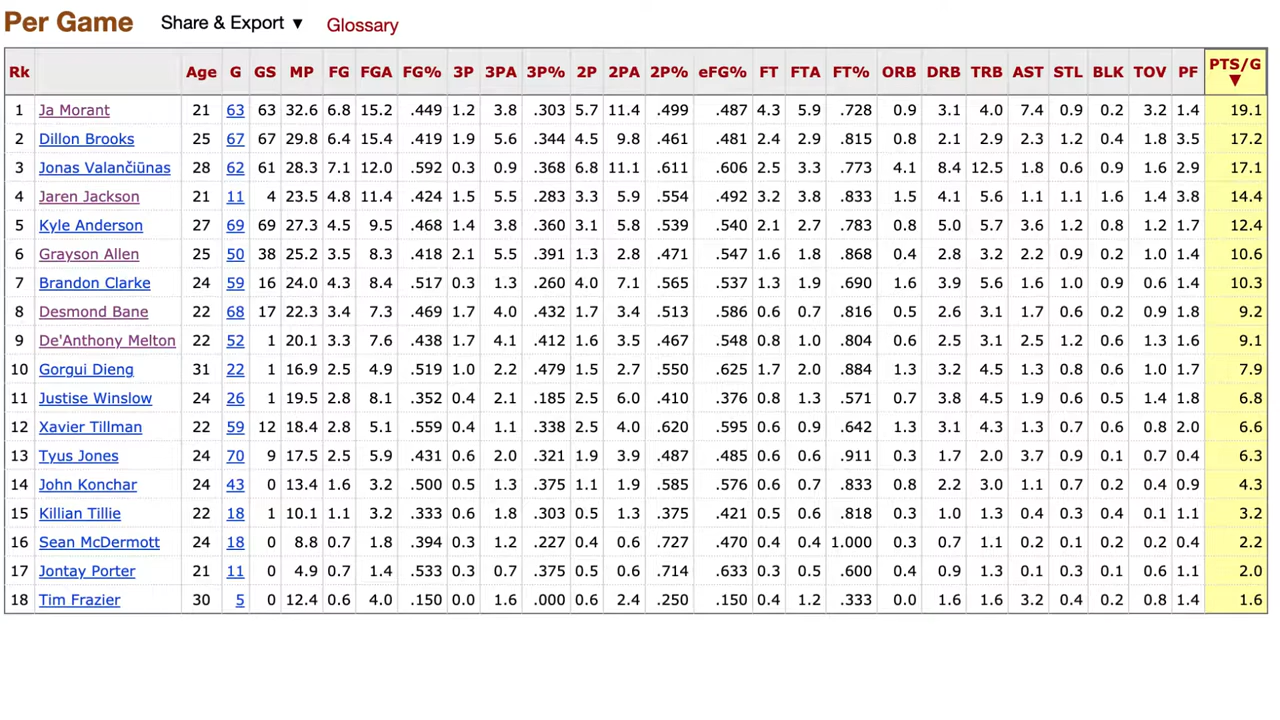 Per Game Share & Export ▼ Glossary
Rk Age G GS MP FG FGA FG% 3P 3PA 3P% 2P 2PA 2P% eFG% FT FTA FT% ORB DRB TRB AST STL BLK TOV PF PTS/G ▼
1 Ja Morant 21 63 63 32.6 6.8 15.2 .449 1.2 3.8 .303 5.7 11.4 .499 .487 4.3 5.9 .728 0.9 3.1 4.0 7.4 0.9 0.2 3.2 1.4 19.1
2 Dillon Brooks 25 67 67 29.8 6.4 15.4 .419 1.9 5.6 .344 4.5 9.8 .461 .481 2.4 2.9 .815 0.8 2.1 2.9 2.3 1.2 0.4 1.8 3.5 17.2
3 Jonas Valančiūnas 28 62 61 28.3 7.1 12.0 .592 0.3 0.9 .368 6.8 11.1 .611 .606 2.5 3.3 .773 4.1 8.4 12.5 1.8 0.6 0.9 1.6 2.9 17.1
4 Jaren Jackson 21 11 4 23.5 4.8 11.4 .424 1.5 5.5 .283 3.3 5.9 .554 .492 3.2 3.8 .833 1.5 4.1 5.6 1.1 1.1 1.6 1.4 3.8 14.4
5 Kyle Anderson 27 69 69 27.3 4.5 9.5 .468 1.4 3.8 .360 3.1 5.8 .539 .540 2.1 2.7 .783 0.8 5.0 5.7 3.6 1.2 0.8 1.2 1.7 12.4
6 Grayson Allen 25 50 38 25.2 3.5 8.3 .418 2.1 5.5 .391 1.3 2.8 .471 .547 1.6 1.8 .868 0.4 2.8 3.2 2.2 0.9 0.2 1.0 1.4 10.6
7 Brandon Clarke 24 59 16 24.0 4.3 8.4 .517 0.3 1.3 .260 4.0 7.1 .565 .537 1.3 1.9 .690 1.6 3.9 5.6 1.6 1.0 0.9 0.6 1.4 10.3
8 Desmond Bane 22 68 17 22.3 3.4 7.3 .469 1.7 4.0 .432 1.7 3.4 .513 .586 0.6 0.7 .816 0.5 2.6 3.1 1.7 0.6 0.2 0.8 1.8 9.2
9 De'Anthony Melton 22 52 1 20.1 3.3 7.6 .438 1.7 4.1 .412 1.6 3.5 .467 .548 0.8 1.0 .804 0.6 2.5 3.1 2.5 1.2 0.6 1.3 1.6 9.1
10 Gorgui Dieng 31 22 1 16.9 2.5 4.9 .519 1.0 2.2 .479 1.5 2.7 .550 .625 1.7 2.0 .884 1.3 3.2 4.5 1.3 0.8 0.6 1.0 1.7 7.9
11 Justise Winslow 24 26 1 19.5 2.8 8.1 .352 0.4 2.1 .185 2.5 6.0 .410 .376 0.8 1.3 .571 0.7 3.8 4.5 1.9 0.6 0.5 1.4 1.8 6.8
12 Xavier Tillman 22 59 12 18.4 2.8 5.1 .559 0.4 1.1 .338 2.5 4.0 .620 .595 0.6 0.9 .642 1.3 3.1 4.3 1.3 0.7 0.6 0.8 2.0 6.6
13 Tyus Jones 24 70 9 17.5 2.5 5.9 .431 0.6 2.0 .321 1.9 3.9 .487 .485 0.6 0.6 .911 0.3 1.7 2.0 3.7 0.9 0.1 0.7 0.4 6.3
14 John Konchar 24 43 0 13.4 1.6 3.2 .500 0.5 1.3 .375 1.1 1.9 .585 .576 0.6 0.7 .833 0.8 2.2 3.0 1.1 0.7 0.2 0.4 0.9 4.3
15 Killian Tillie 22 18 1 10.1 1.1 3.2 .333 0.6 1.8 .303 0.5 1.3 .375 .421 0.5 0.6 .818 0.3 1.0 1.3 0.4 0.3 0.4 0.1 1.1 3.2
16 Sean McDermott 24 18 0 8.8 0.7 1.8 .394 0.3 1.2 .227 0.4 0.6 .727 .470 0.4 0.4 1.000 0.3 0.7 1.1 0.2 0.1 0.2 0.2 0.4 2.2
17 Jontay Porter 21 11 0 4.9 0.7 1.4 .533 0.3 0.7 .375 0.5 0.6 .714 .633 0.3 0.5 .600 0.4 0.9 1.3 0.1 0.3 0.1 0.6 1.1 2.0
18 Tim Frazier 30 5 0 12.4 0.6 4.0 .150 0.0 1.6 .000 0.6 2.4 .250 .150 0.4 1.2 .333 0.0 1.6 1.6 3.2 0.4 0.2 0.8 1.4 1.6